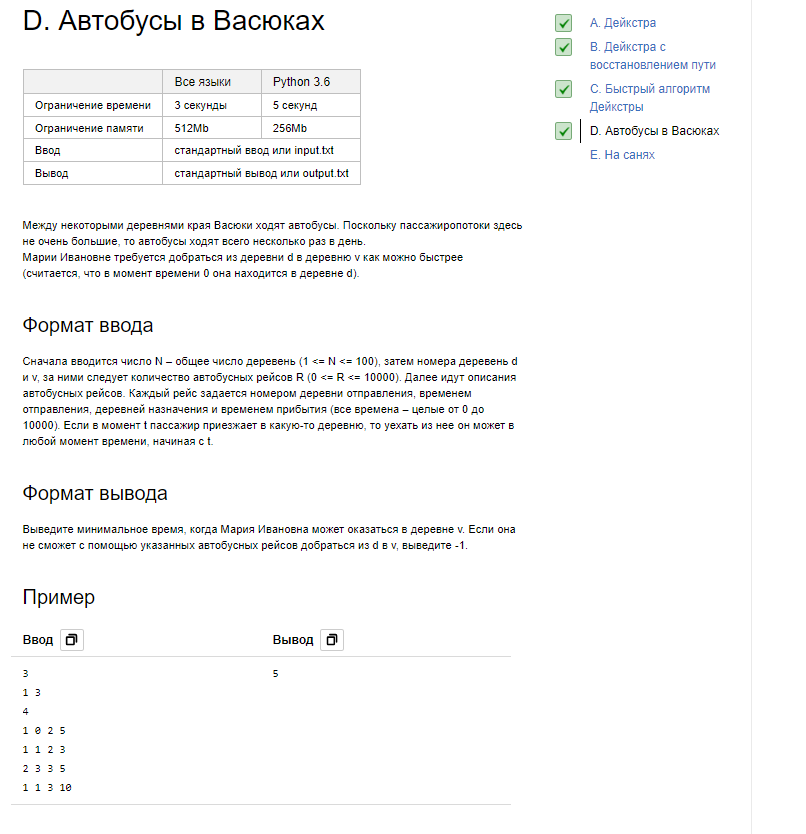 D. Автобусы в Васюках
Все языки Python 3.6
Ограничение времени 3 секунды 5 секунд
Ограничение памяти 512Mb 256Mb
Ввод стандартный ввод или input.txt
Вывод стандартный вывод или output.txt
Между некоторыми деревнями края Васюки ходят автобусы. Поскольку пассажиропотоки здесь
не очень большие, то автобусы ходят всего несколько раз в день.
Марии Ивановне требуется добраться из деревни d в деревню v как можно быстрее
(считается, что в момент времени 0 она находится в деревне d).
Формат ввода
Сначала вводится число N – общее число деревень (1 <= N <= 100), затем номера деревень d
и v, за ними следует количество автобусных рейсов R (0 <= R <= 10000). Далее идут описания
автобусных рейсов. Каждый рейс задается номером деревни отправления, временем
отправления, деревней назначения и временем прибытия (все времена – целые от 0 до
10000). Если в момент t пассажир приезжает в какую-то деревню, то уехать из нее он может в
любой момент времени, начиная с t.
Формат вывода
Выведите минимальное время, когда Мария Ивановна может оказаться в деревне v. Если она
не сможет с помощью указанных автобусных рейсов добраться из d в v, выведите -1.
Пример
Ввод Вывод
3 5
1 3
4
1 0 2 5
1 1 2 3
2 3 3 5
1 1 3 10
A. Дейкстра
B. Дейкстра с
восстановлением пути
C. Быстрый алгоритм
Дейкстры
D. Автобусы в Васюках
E. На санях